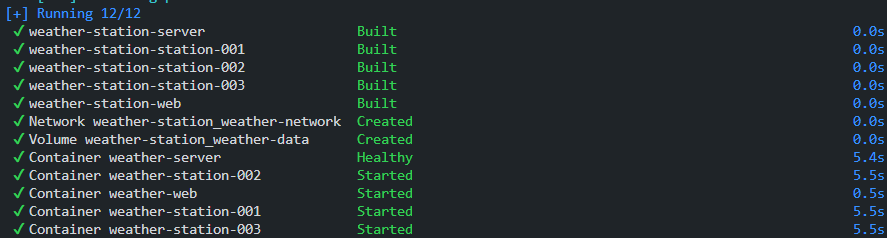 [+] Running 12/12
✓ weather-station-server Built 0.0s
✓ weather-station-station-001 Built 0.0s
✓ weather-station-station-002 Built 0.0s
✓ weather-station-station-003 Built 0.0s
✓ weather-station-web Built 0.0s
✓ Network weather-station_weather-network Created 0.0s
✓ Volume weather-station_weather-data Created 0.0s
✓ Container weather-server Healthy 5.4s
✓ Container weather-station-002 Started 5.5s
✓ Container weather-web Started 0.5s
✓ Container weather-station-001 Started 5.5s
✓ Container weather-station-003 Started 5.5s